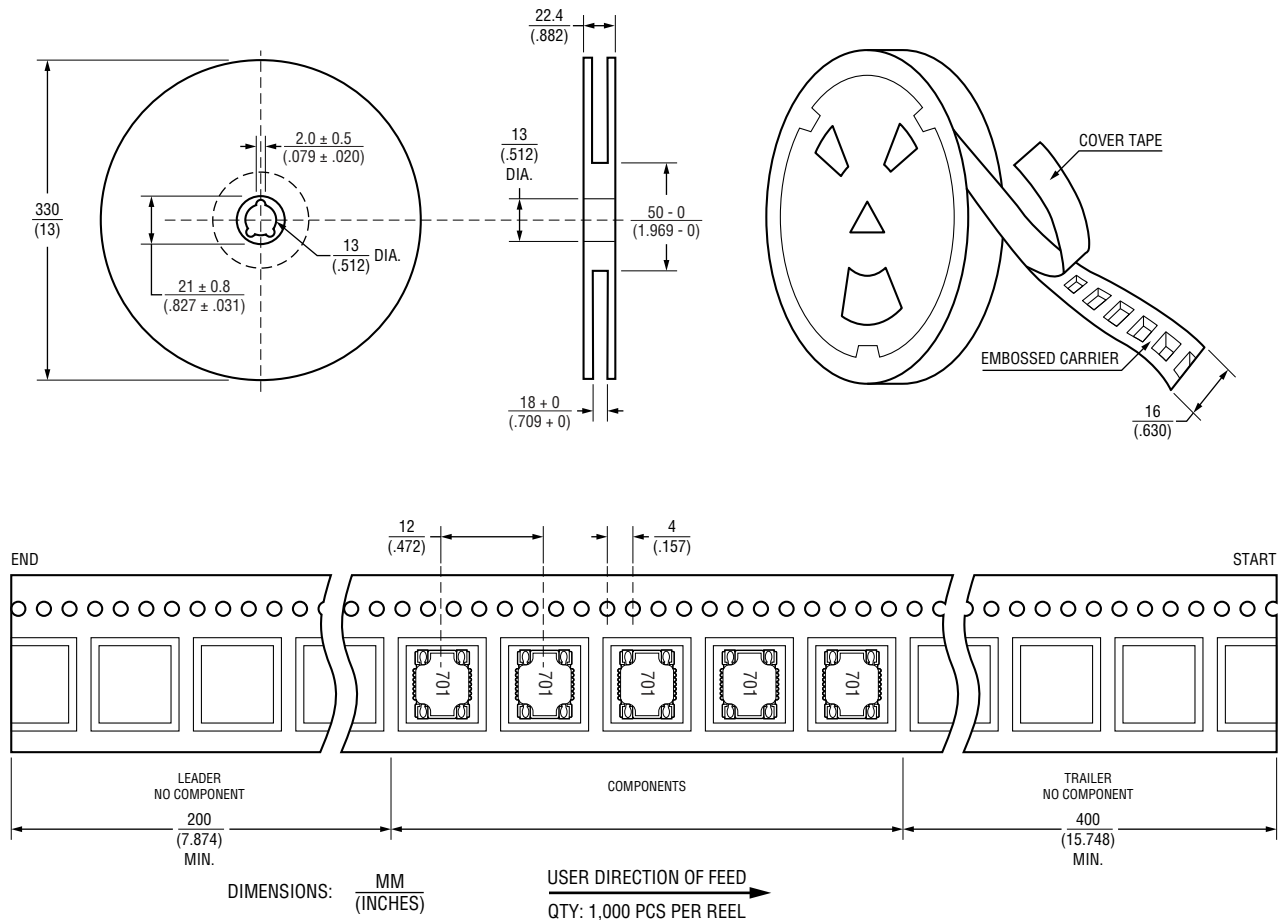 22.4
(.882)
330
(13)
2.0 ± 0.5
(.079 ± .020)
13
(.512)
DIA.
21 ± 0.8
(.827 ± .031)
13
(.512)
DIA.
50 - 0
(1.969 - 0)
18 + 0
(.709 + 0)
COVER TAPE
EMBOSSED CARRIER
16
(.630)
12
(.472)
4
(.157)
END
START
701
701
701
701
701
LEADER
NO COMPONENT
COMPONENTS
TRAILER
NO COMPONENT
200
(7.874)
MIN.
400
(15.748)
MIN.
DIMENSIONS: MM
(INCHES)
USER DIRECTION OF FEED
QTY: 1,000 PCS PER REEL